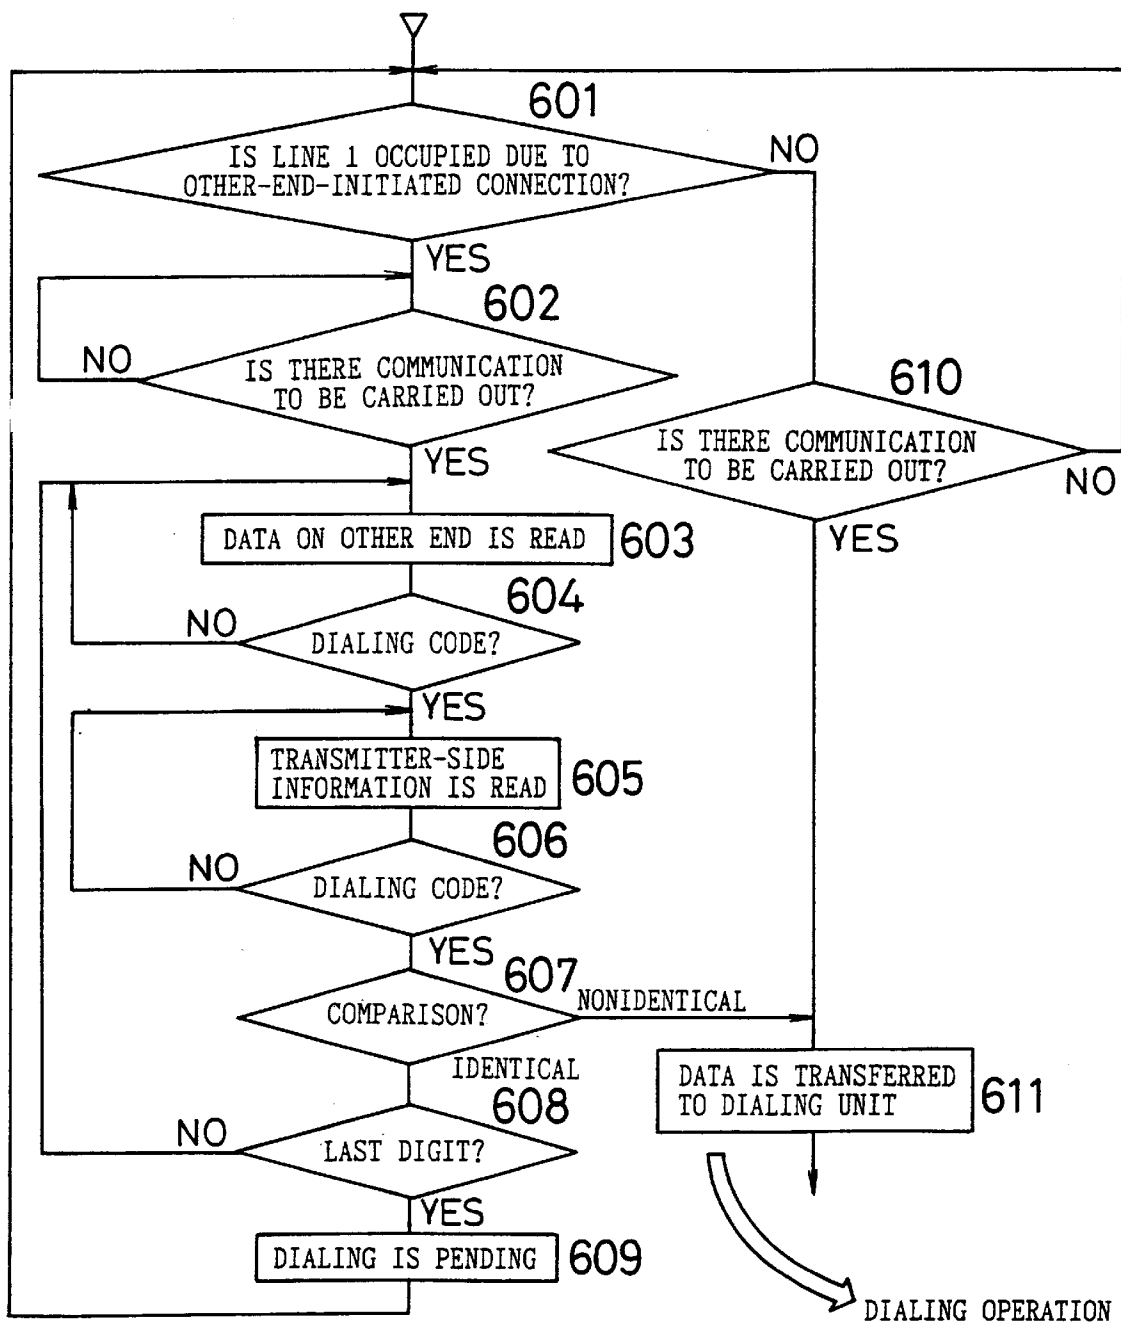 601
IS LINE 1 OCCUPIED DUE TO
OTHER-END-INITIATED CONNECTION?
NO
YES
602
IS THERE COMMUNICATION
TO BE CARRIED OUT?
NO
YES
610
IS THERE COMMUNICATION
TO BE CARRIED OUT?
NO
YES
DATA ON OTHER END IS READ
603
604
DIALING CODE?
NO
YES
TRANSMITTER-SIDE
INFORMATION IS READ
605
606
DIALING CODE?
NO
YES
607
COMPARISON?
NONIDENTICAL
IDENTICAL
608
LAST DIGIT?
NO
YES
DIALING IS PENDING
609
DATA IS TRANSFERRED
TO DIALING UNIT
611
DIALING OPERATION